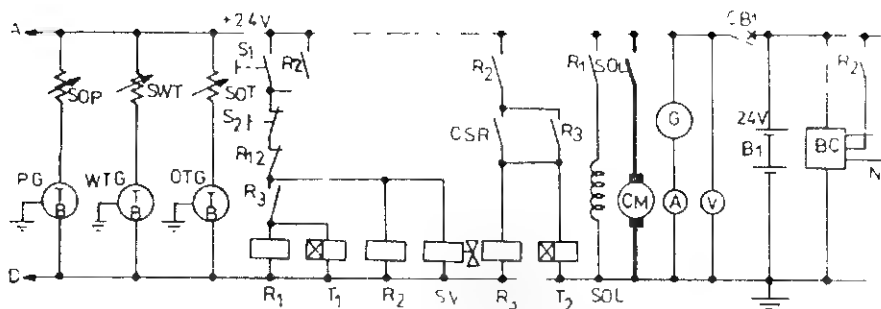 A +24V CB1
S1 R2 R2 R1 SOL R2
SOP SWT SOT S2 CSR R3 G 24V
R12 B1 BC
PG WTG OTG R3 N
T B T B T B CM A V
D
R1 T1 R2 SV R3 T2 SOL